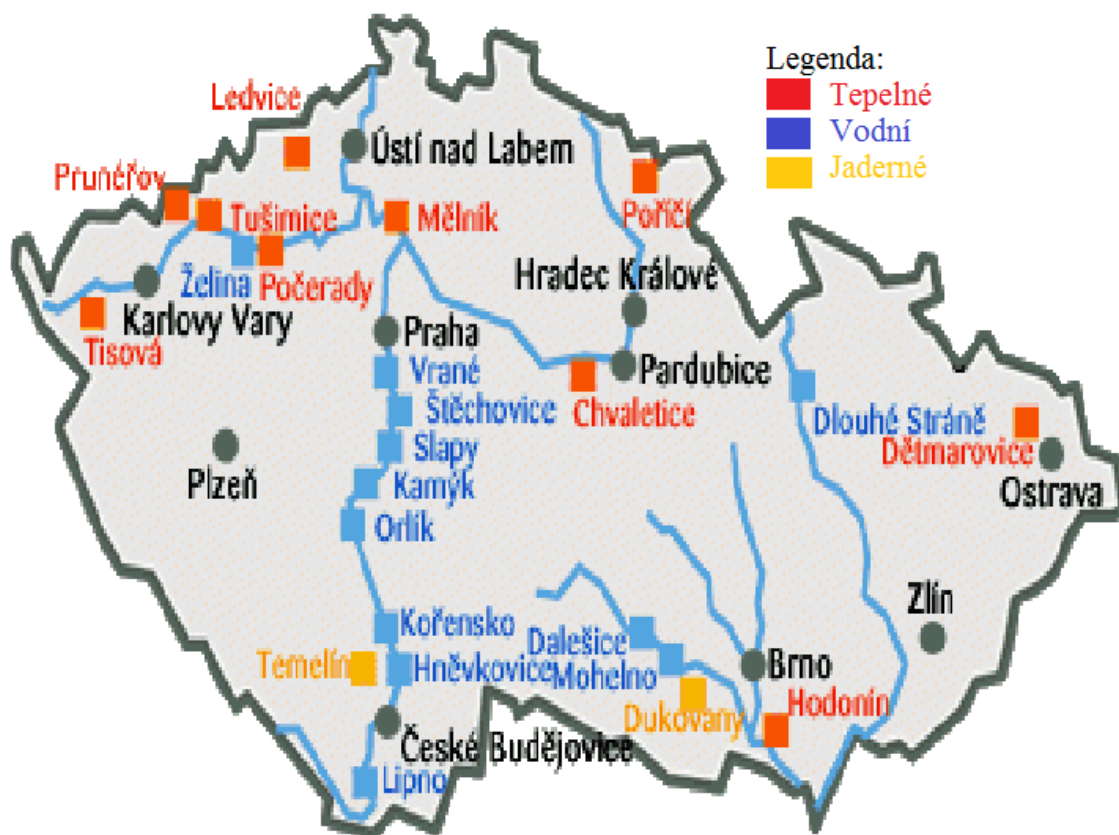 Legenda:
Tepelné
Vodní
Jaderné
Ledvice
Ústí nad Labem
Prunéřov
Tušimice
Mělník
Poříčí
Želina
Počerady
Hradec Králové
Karlovy Vary
Praha
Tisová
Vrané
Pardubice
Štěchovice
Chvaletice
Dlouhé Stráně
Slapy
Dětmarovice
Plzeň
Kamýk
Ostrava
Orlík
Zlín
Kořensko
Dalešice
Temelín
Hněvkovice
Mohelno
Brno
Hodonín
Dukovany
České Budějovice
Lipno